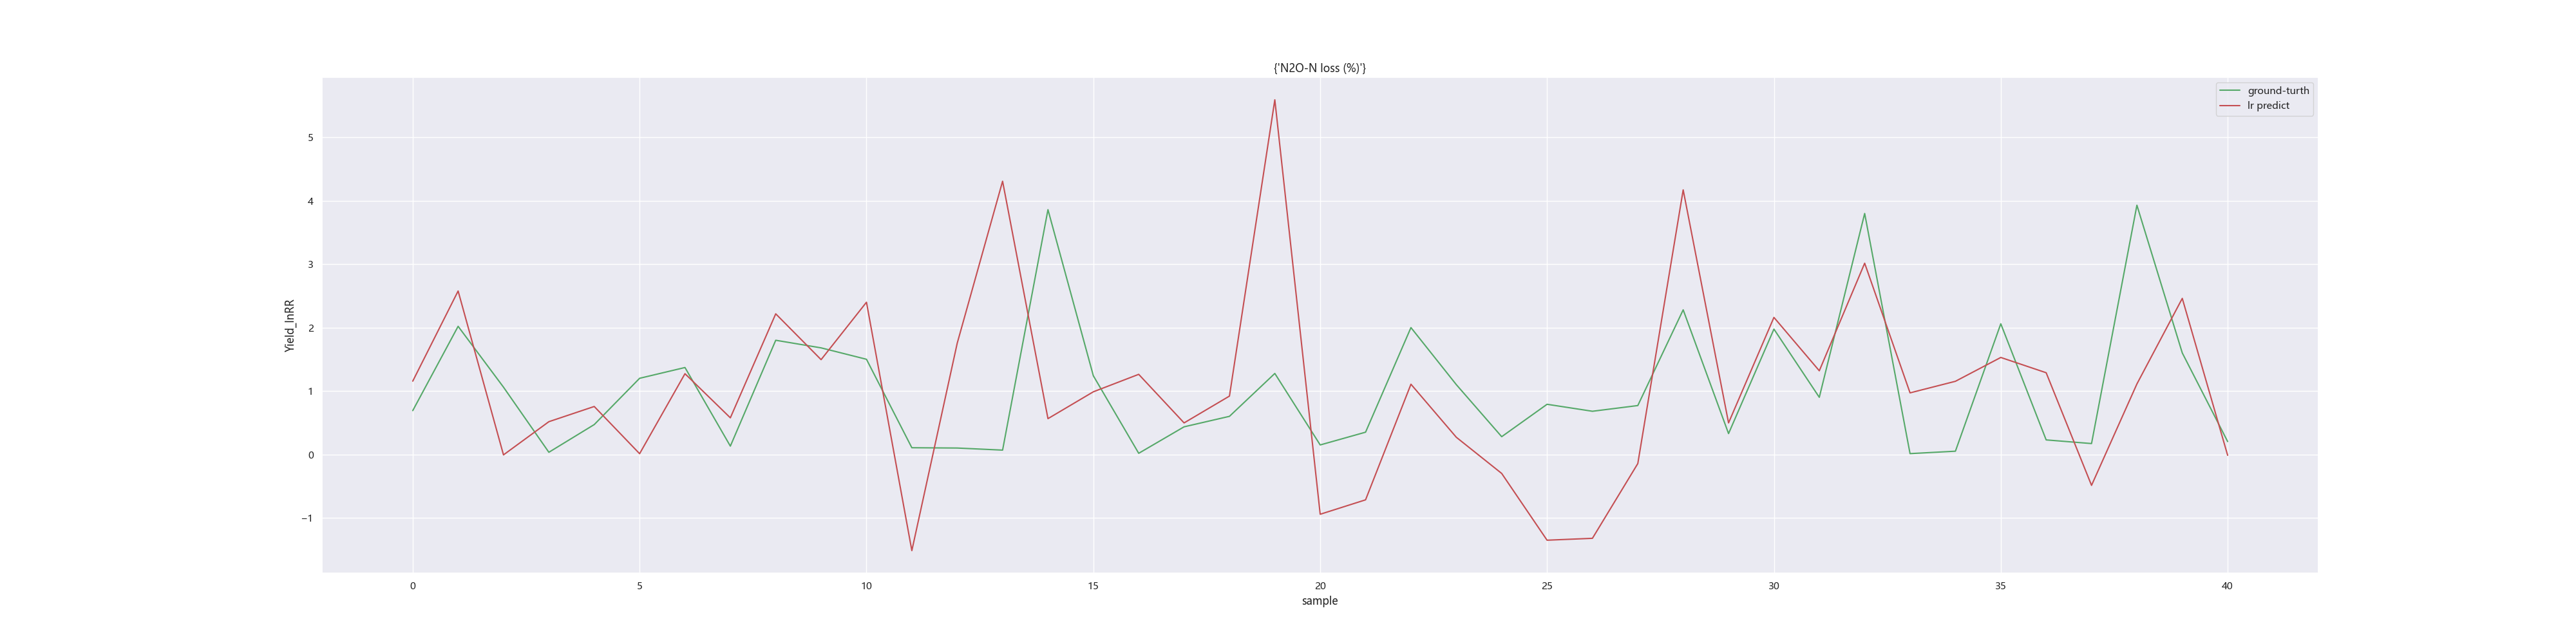 {'N2O-N loss (%)'}
ground-turth
lr predict
5
4
3
2
1
0
−1
Yield_lnRR
0 5 10 15 20 25 30 35 40
sample